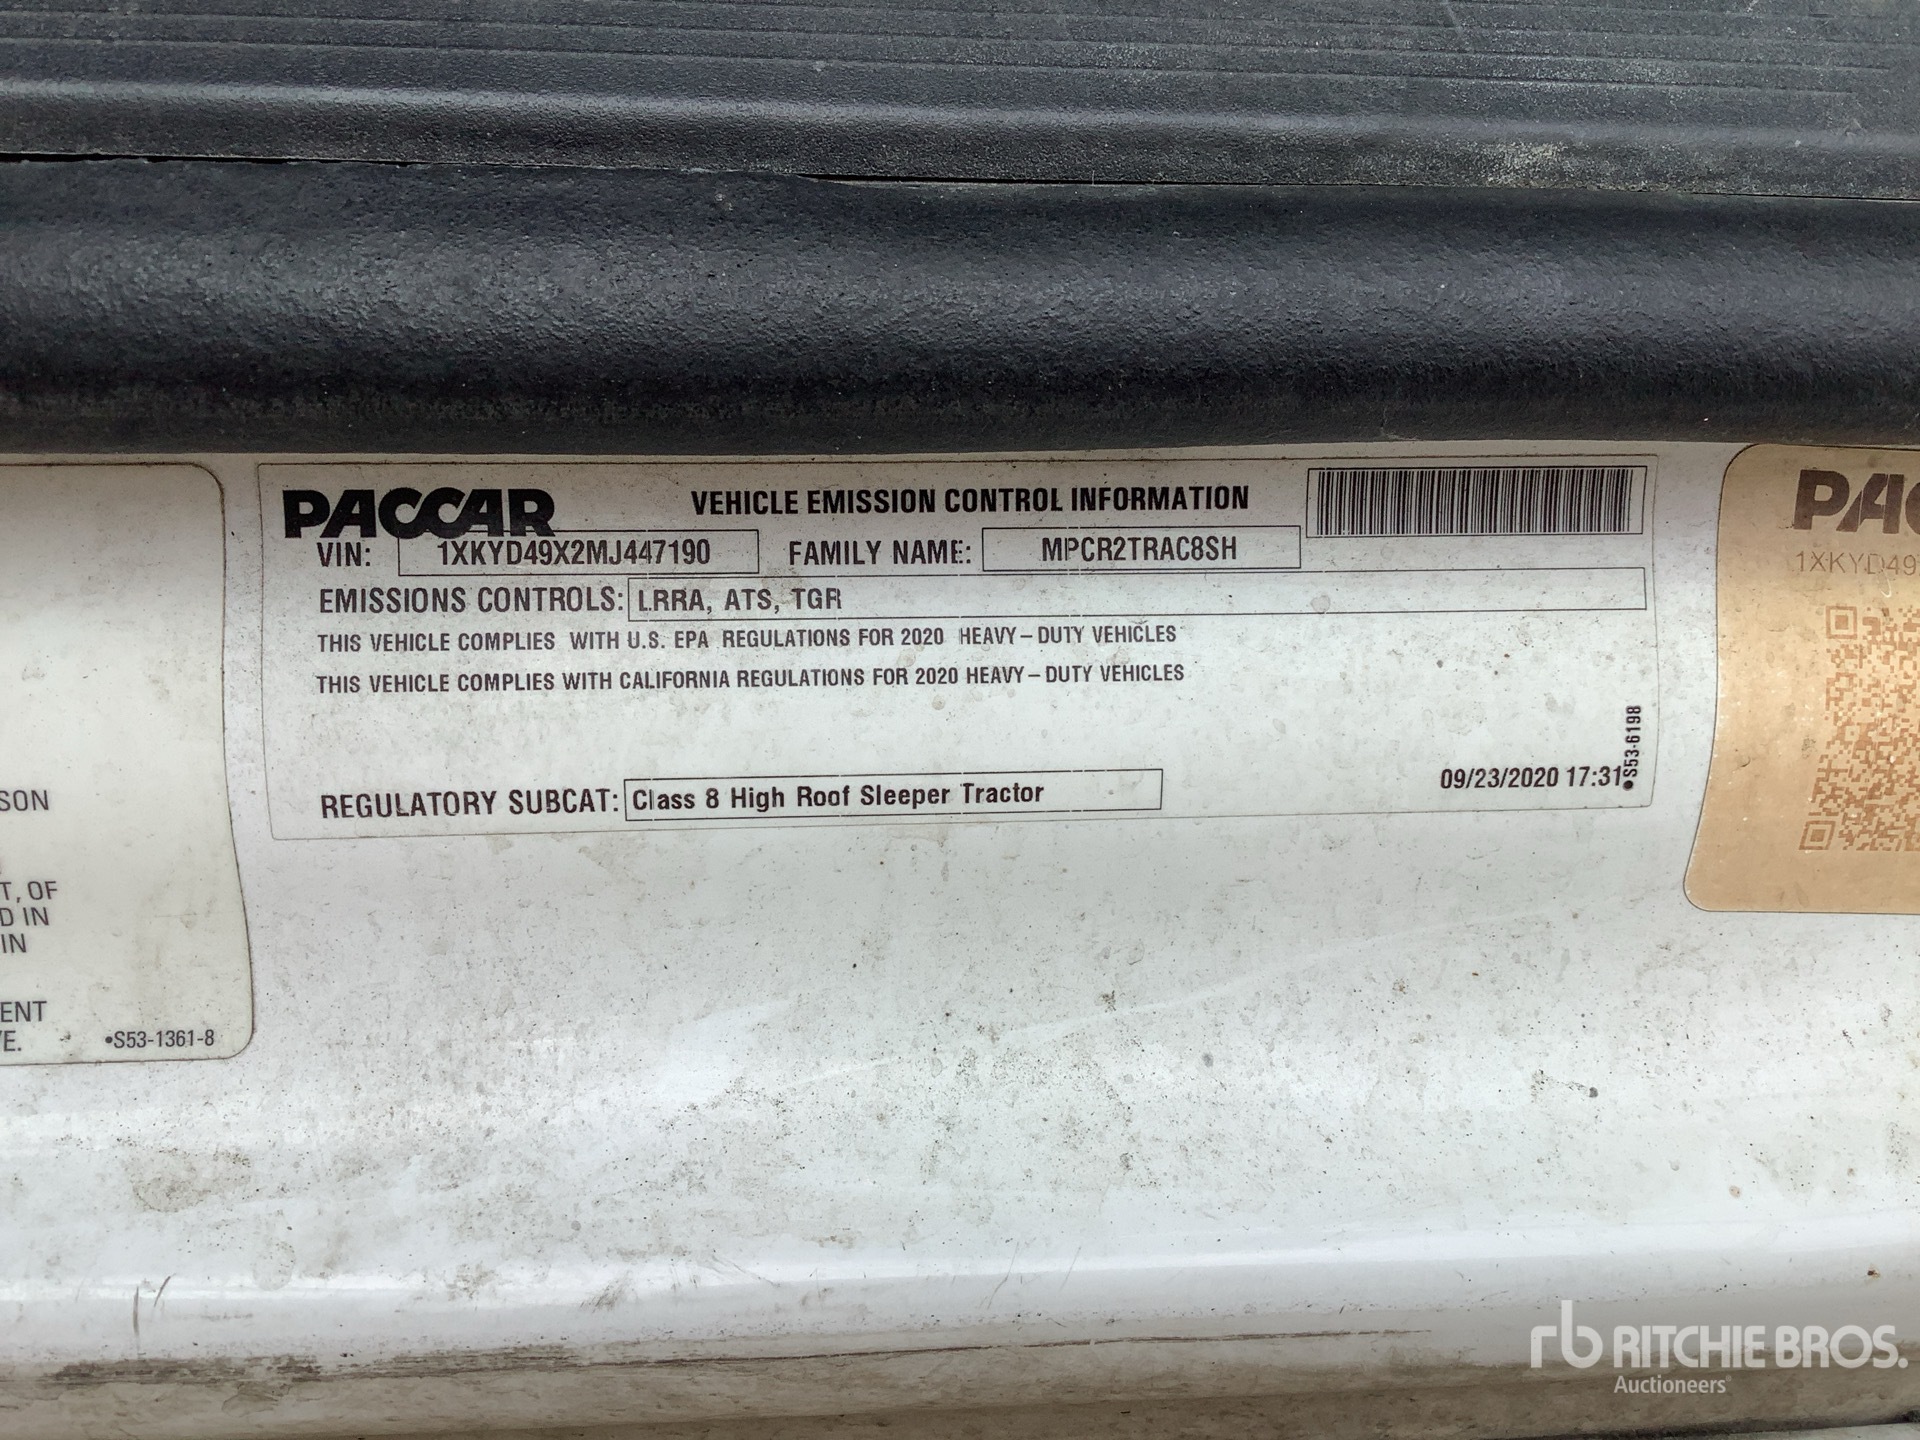 PACCAR
VEHICLE EMISSION CONTROL INFORMATION
VIN: 1XKYD49X2MJ447190 FAMILY NAME: MPCR2TRAC8SH
EMISSIONS CONTROLS: LRRA, ATS, TGR
THIS VEHICLE COMPLIES WITH U.S. EPA REGULATIONS FOR 2020 HEAVY-DUTY VEHICLES
THIS VEHICLE COMPLIES WITH CALIFORNIA REGULATIONS FOR 2020 HEAVY-DUTY VEHICLES
REGULATORY SUBCAT: Class 8 High Roof Sleeper Tractor
09/23/2020 17:31
•S53-6198
SON
T, OF
D IN
IN
ENT
E.
•S53-1361-8
PAC
1XKYD49
rb RITCHIE BROS.
Auctioneers